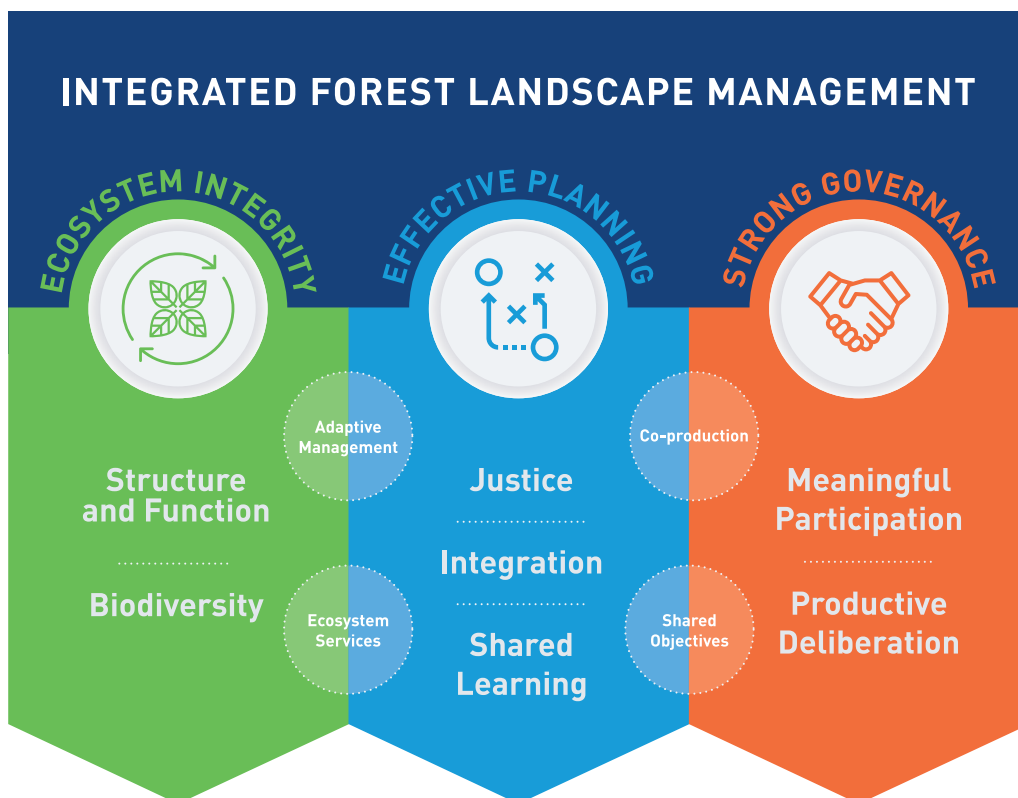 INTEGRATED FOREST LANDSCAPE MANAGEMENT
ECOSYSTEM INTEGRITY
EFFECTIVE PLANNING
STRONG GOVERNANCE
Adaptive
Management
Co-production
Structure
and Function
Justice
Meaningful
Participation
Integration
Biodiversity
Ecosystem
Services
Shared
Learning
Shared
Objectives
Productive
Deliberation